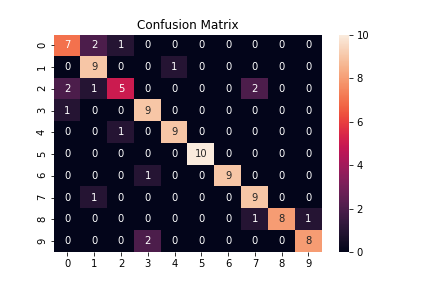 Confusion Matrix
0 7 2 1 0 0 0 0 0 0 0
1 0 9 0 0 1 0 0 0 0 0
2 2 1 5 0 0 0 0 2 0 0
3 1 0 0 9 0 0 0 0 0 0
4 0 0 1 0 9 0 0 0 0 0
5 0 0 0 0 0 10 0 0 0 0
6 0 0 0 1 0 0 9 0 0 0
7 0 1 0 0 0 0 0 9 0 0
8 0 0 0 0 0 0 0 1 8 1
9 0 0 0 2 0 0 0 0 0 8
0 1 2 3 4 5 6 7 8 9
10
8
6
4
2
0